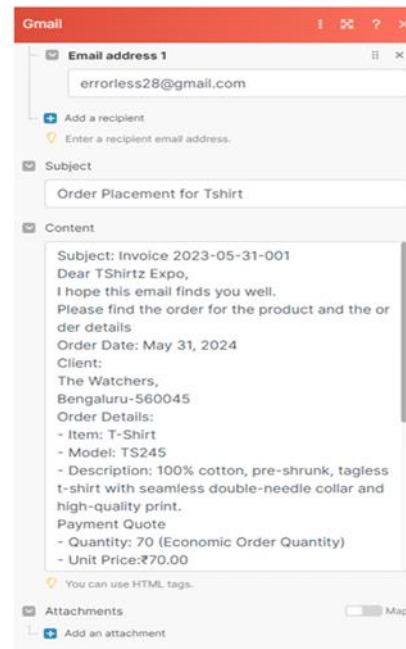 Gmail
Email address 1
errorless28@gmail.com
Add a recipient
Enter a recipient email address.
Subject
Order Placement for Tshirt
Content
Subject: Invoice 2023-05-31-001
Dear TShirtz Expo,
I hope this email finds you well.
Please find the order for the product and the or
der details
Order Date: May 31, 2024
Client:
The Watchers,
Bengaluru-560045
Order Details:
- Item: T-Shirt
- Model: TS245
- Description: 100% cotton, pre-shrunk, tagless
t-shirt with seamless double-needle collar and
high-quality print.
Payment Quote
- Quantity: 70 (Economic Order Quantity)
- Unit Price:₹70.00
You can use HTML tags.
Attachments
Map
Add an attachment